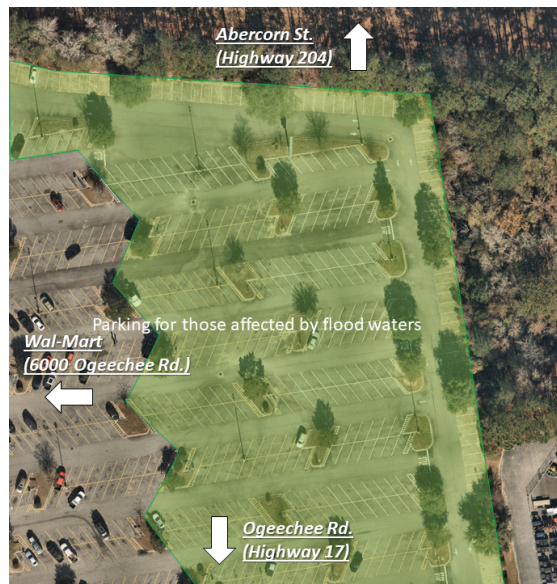 Abercorn St.
(Highway 204)
Parking for those affected by flood waters
Wal-Mart
(6000 Ogeechee Rd.)
Ogeechee Rd.
(Highway 17)